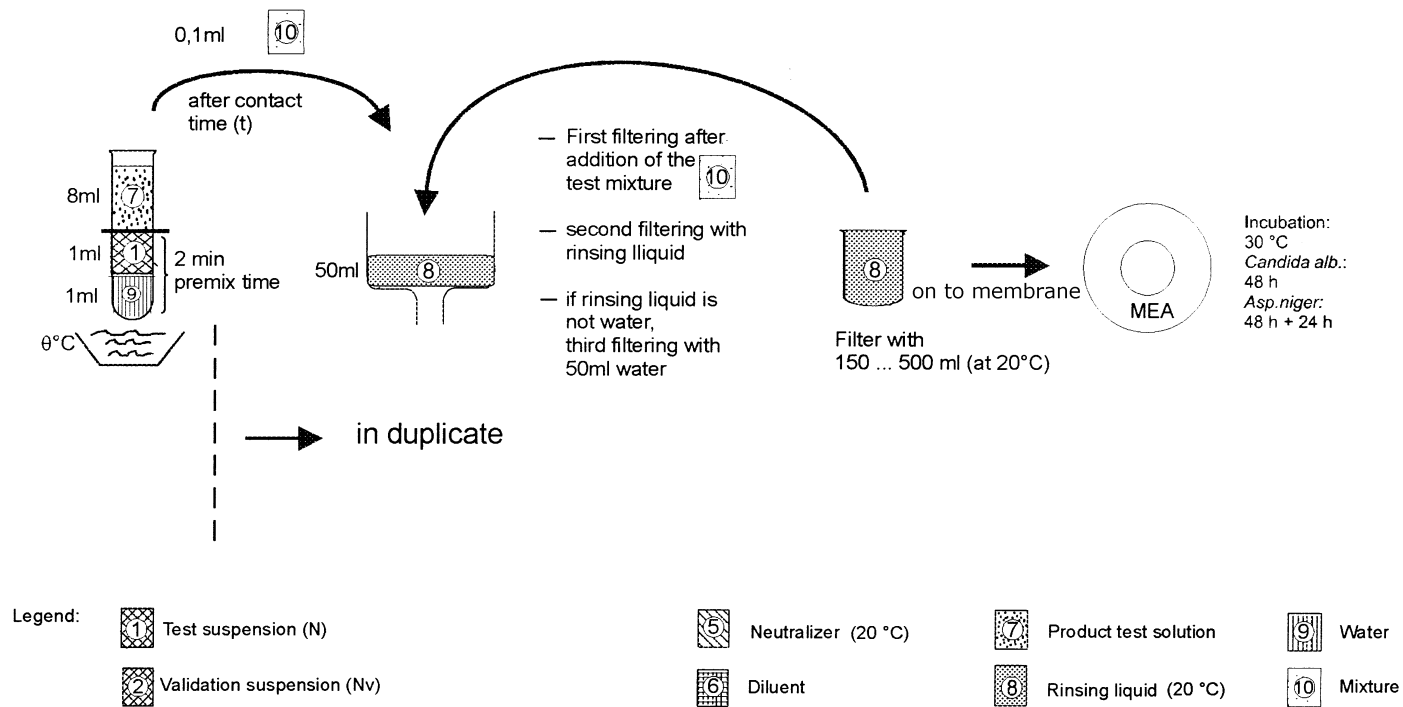 0,1ml
10
after contact
time (t)
8ml
7
1ml
1
1ml
9
2 min
premix time
θ°C
50ml
8
— First filtering after
addition of the
test mixture
10
— second filtering with
rinsing lliquid
— if rinsing liquid is
not water,
third filtering with
50ml water
8
Filter with
150 ... 500 ml (at 20°C)
on to membrane
MEA
Incubation:
30 °C
Candida alb.:
48 h
Asp.niger:
48 h + 24 h
in duplicate
Legend:
1 Test suspension (N)
2 Validation suspension (Nv)
5 Neutralizer (20 °C)
6 Diluent
7 Product test solution
8 Rinsing liquid (20 °C)
9 Water
10 Mixture